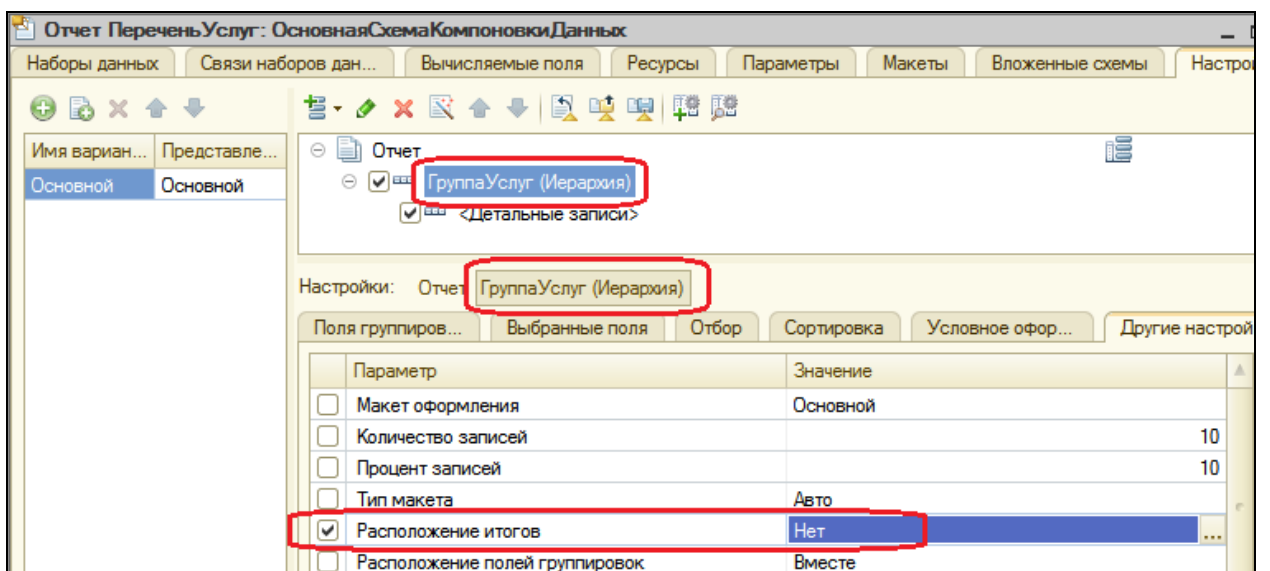 Отчет ПереченьУслуг: ОсновнаяСхемаКомпоновкиДанных
Наборы данных Связи наборов дан... Вычисляемые поля Ресурсы Параметры Макеты Вложенные схемы Настро
Имя вариан... Представле...
Основной Основной
Отчет
ГруппаУслуг (Иерархия)
<Детальные записи>
Настройки: Отчет ГруппаУслуг (Иерархия)
Поля группиров... Выбранные поля Отбор Сортировка Условное офор... Другие настрой
Параметр Значение
Макет оформления Основной
Количество записей 10
Процент записей 10
Тип макета Авто
Расположение итогов Нет ...
Расположение полей группировок Вместе